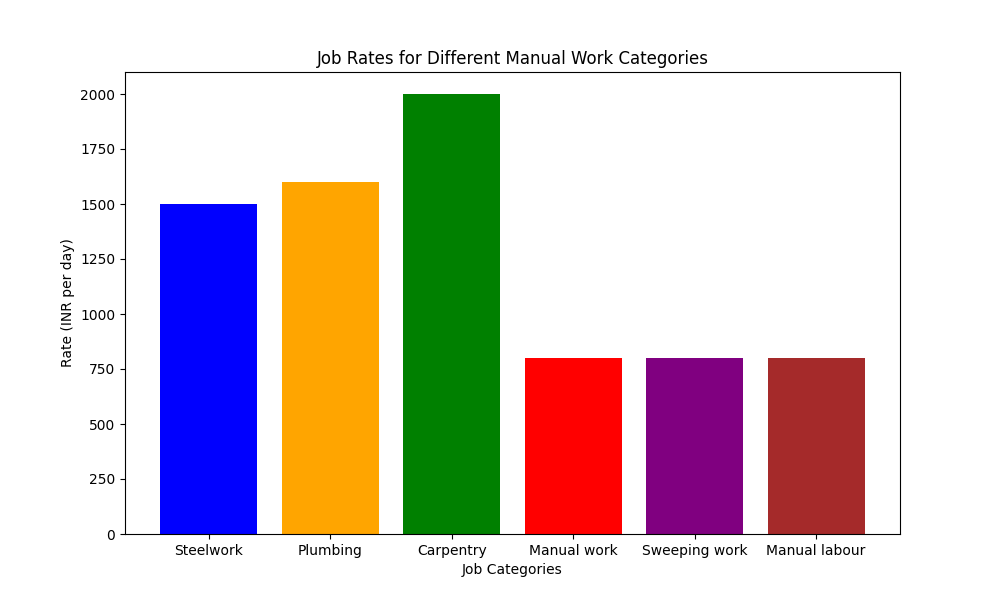 Job Rates for Different Manual Work Categories
Rate (INR per day)
2000
1750
1500
1250
1000
750
500
250
0
Steelwork Plumbing Carpentry Manual work Sweeping work Manual labour
Job Categories